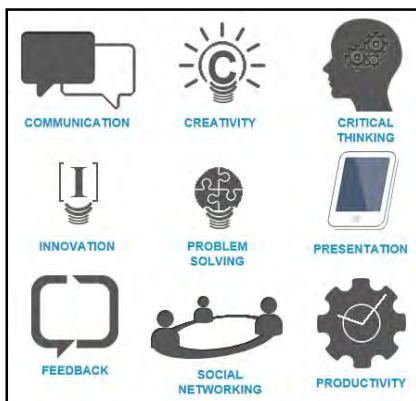 COMMUNICATION
C
CREATIVITY
CRITICAL
THINKING
[I]
INNOVATION
PROBLEM
SOLVING
PRESENTATION
FEEDBACK
SOCIAL
NETWORKING
PRODUCTIVITY